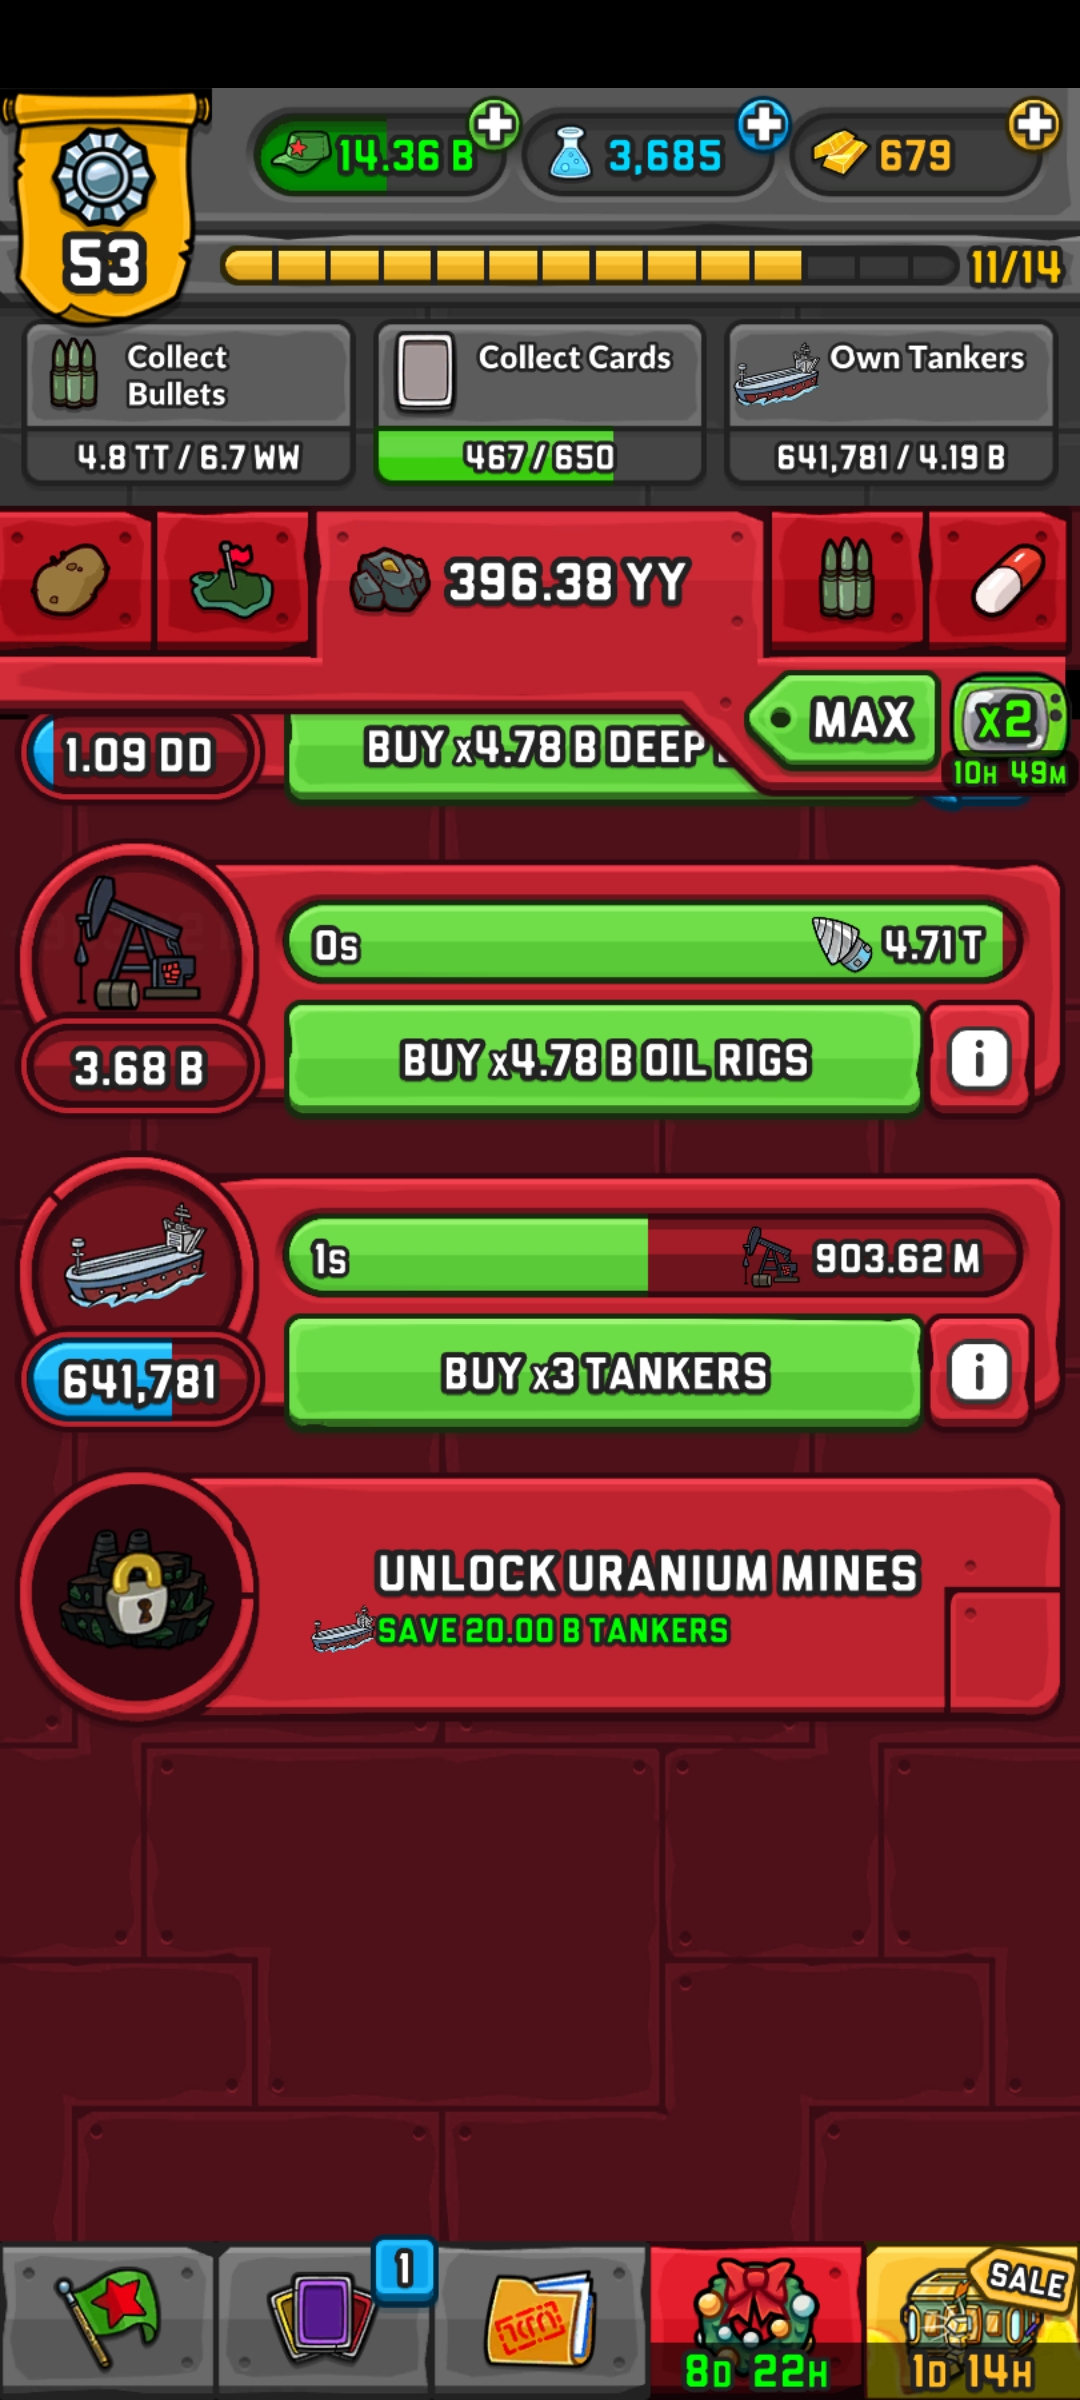 14.36 B
3,685
679
53
11/14
Collect
Bullets
Collect Cards
Own Tankers
4.8 TT / 6.7 WW
467 / 650
641,781 / 4.19 B
396.38 YY
MAX
x2
10H 49M
1.09 DD
BUY x4.78 B DEEP
0s
4.71 T
3.68 B
BUY x4.78 B OIL RIGS
i
1s
903.62 M
641,781
BUY x3 TANKERS
i
UNLOCK URANIUM MINES
SAVE 20.00 B TANKERS
1
SALE
8D 22H
1D 14H